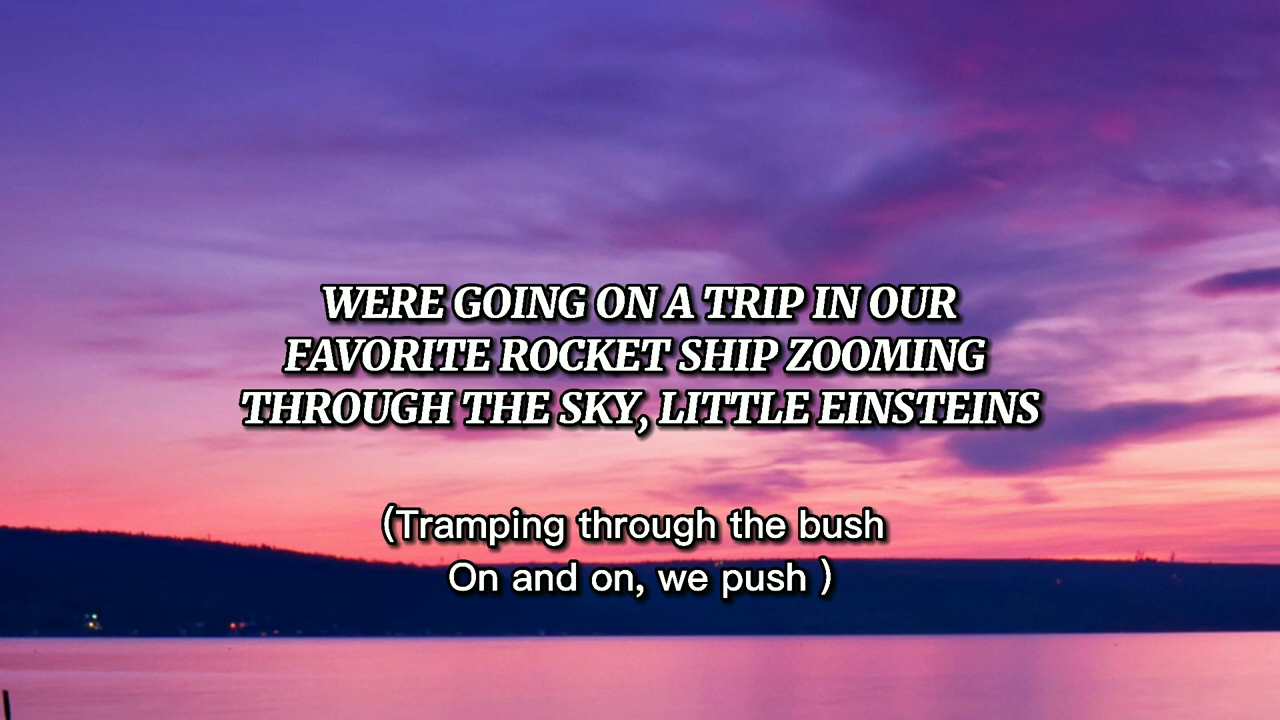 WERE GOING ON A TRIP IN OUR
FAVORITE ROCKET SHIP ZOOMING
THROUGH THE SKY, LITTLE EINSTEINS
(Tramping through the bush
On and on, we push )